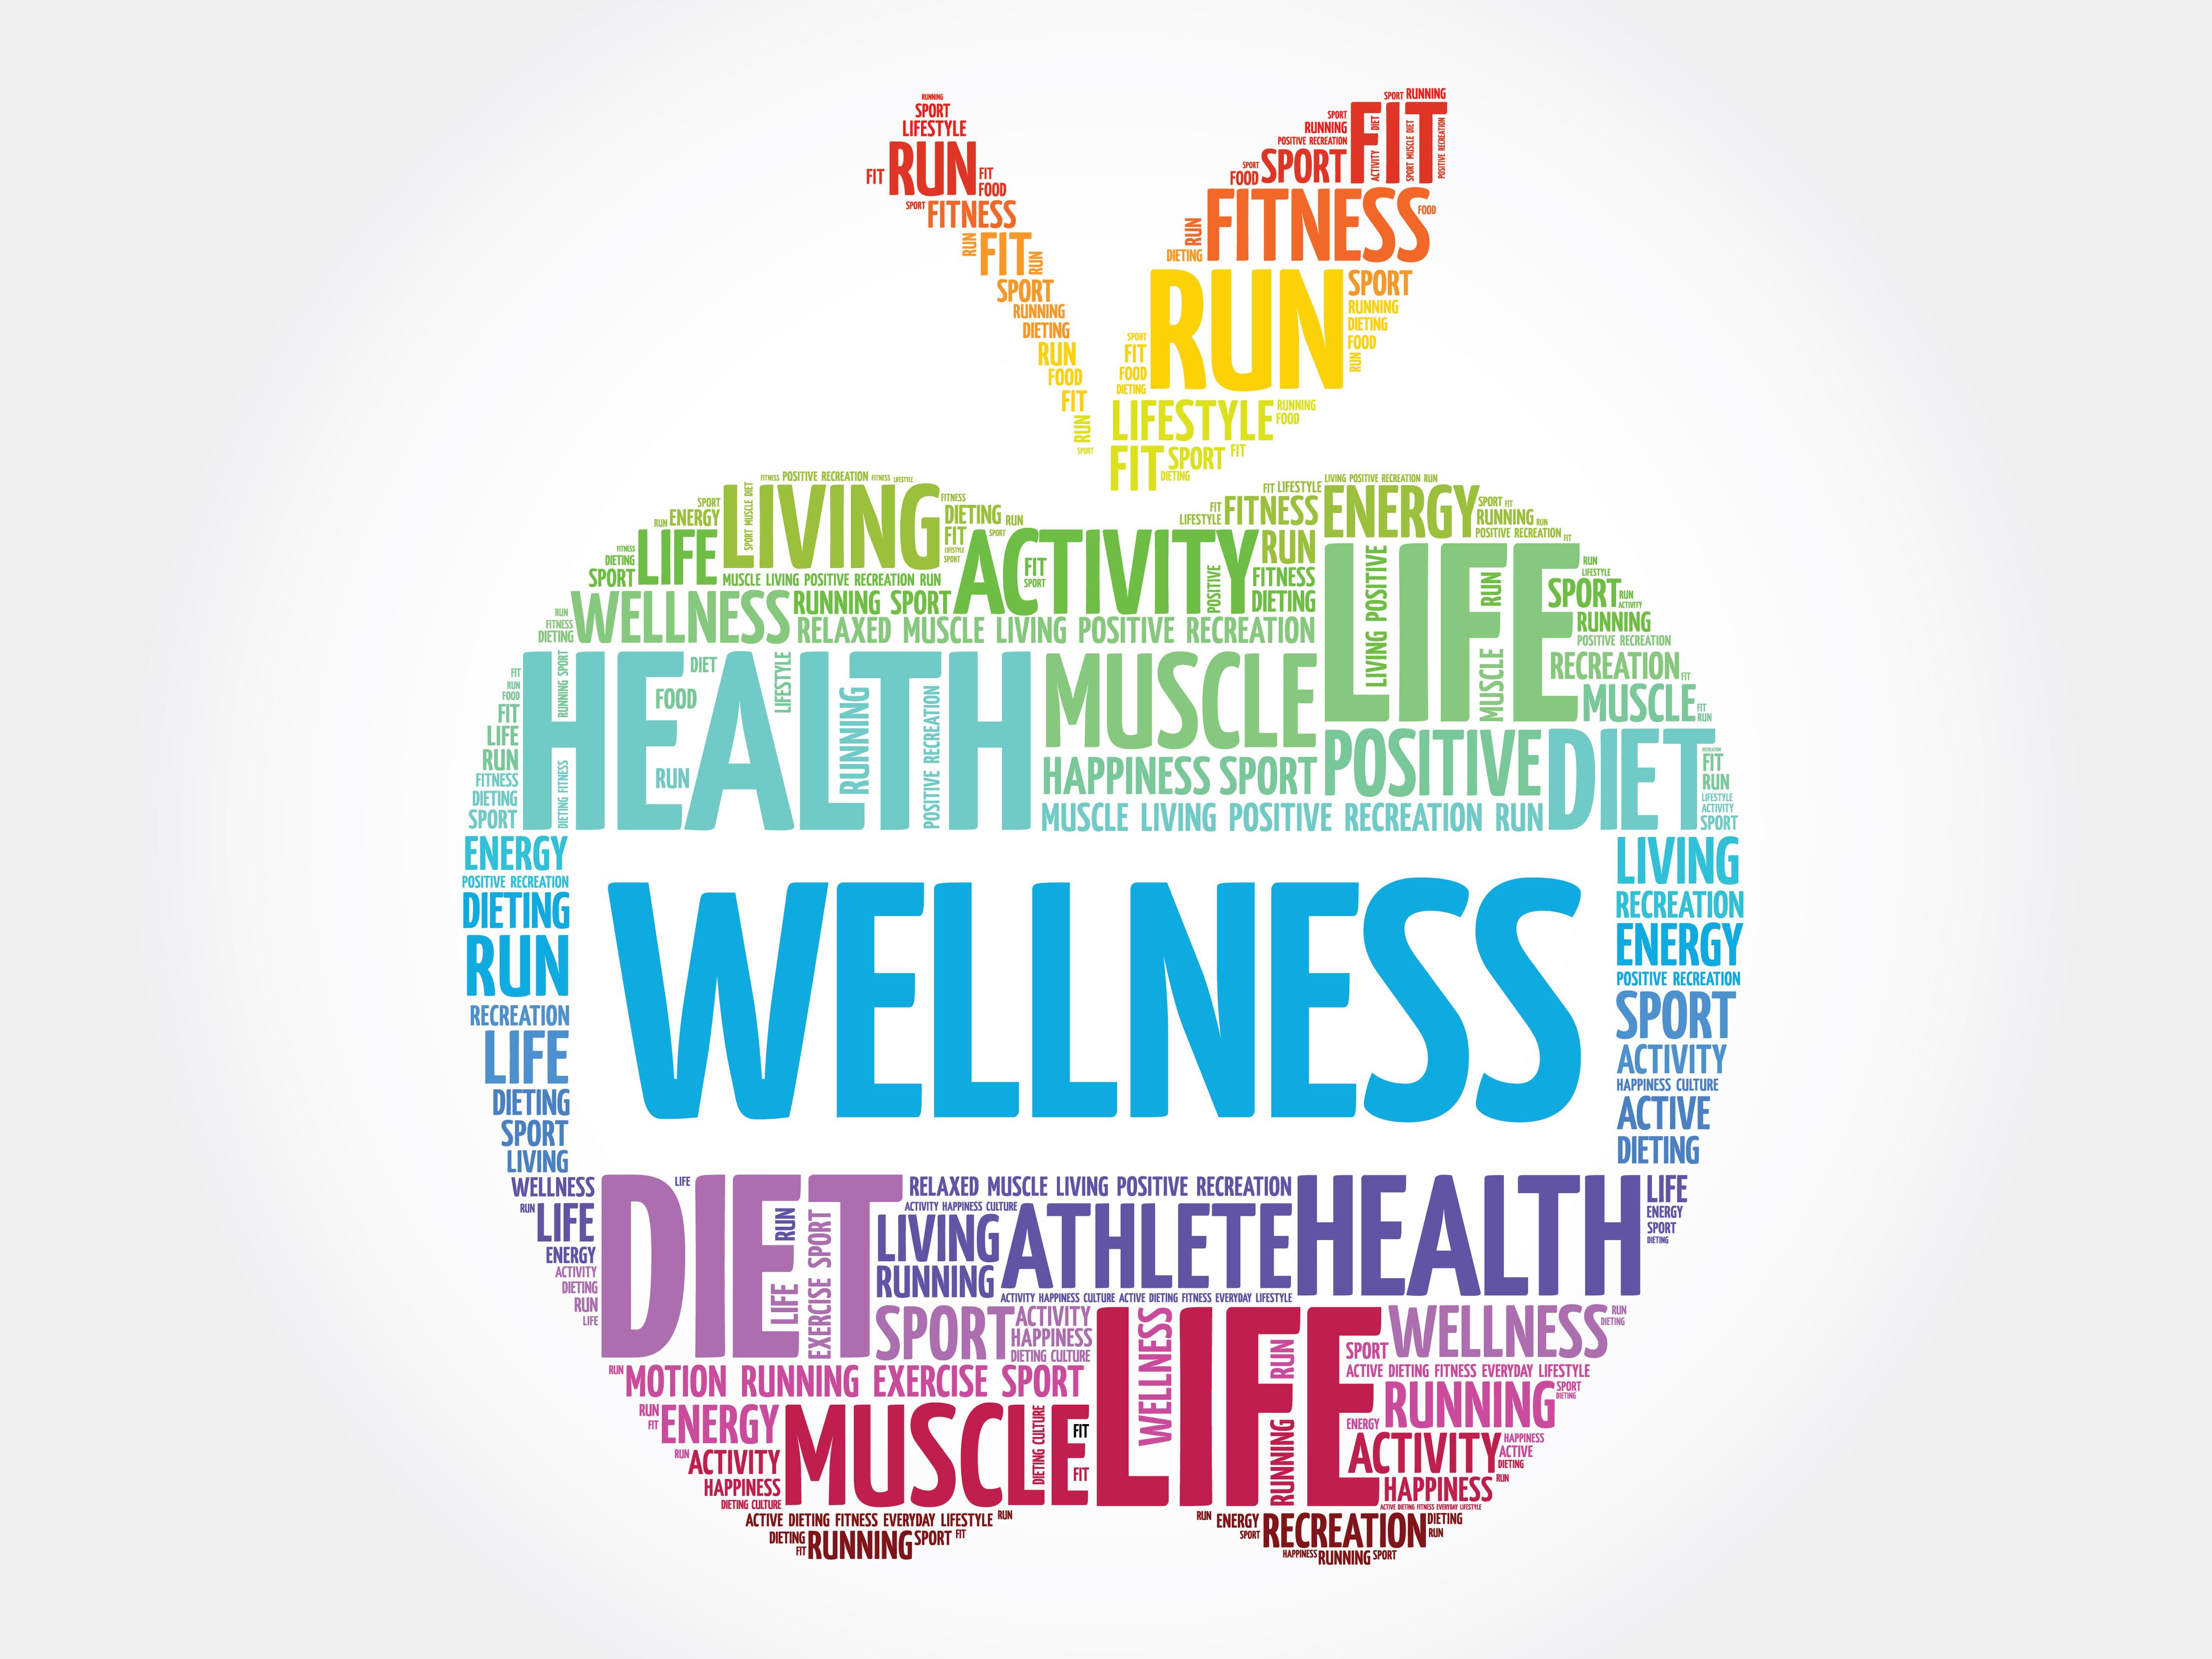 RUNNING
SPORT
LIFESTYLE
FIT RUN FIT
FOOD
SPORT FITNESS
RUN FIT RUN
SPORT
RUNNING
DIETING
RUN
FOOD
FIT
RUN
SPORT
SPORT RUNNING
SPORT
RUNNING
POSITIVE RECREATION
SPORT
FOOD SPORT FIT
ACTIVITY DIET
SPORT MUSCLE DIET
POSITIVE RECREATION
RUN FITNESS FOOD
DIETING
RUN SPORT
RUNNING
DIETING
FOOD
RUN
SPORT
FIT
FOOD
DIETING
LIFESTYLE RUNNING
FOOD
FIT SPORT FIT
DIETING
FITNESS POSITIVE RECREATION FITNESS LIFESTYLE
SPORT
RUN ENERGY
SPORT MUSCLE DIET
LIVING
FITNESS
DIETING RUN
FIT SPORT
LIFESTYLE
SPORT
FITNESS
DIETING
SPORT LIFE
MUSCLE LIVING POSITIVE RECREATION RUN
ACTIVITY
FIT
SPORT
POSITIVE
FIT LIFESTYLE
LIVING POSITIVE RECREATION RUN
FIT
LIFESTYLE FITNESS ENERGY
SPORT FIT
RUNNING RUN
POSITIVE RECREATION FIT
RUN
FITNESS
DIETING
LIFE
LIVING POSITIVE
MUSCLE RUN
RUN
LIFESTYLE
SPORT RUN
ACTIVITY
RUNNING
POSITIVE RECREATION
RECREATION FIT
MUSCLE FIT
RUN
RUN
FITNESS
DIETING WELLNESS RUNNING SPORT
RELAXED MUSCLE LIVING POSITIVE RECREATION
FIT
RUN
FOOD
FIT
LIFE
RUN
FITNESS
DIETING
SPORT
HEALTH
RUNNING SPORT
DIETING FITNESS
DIET
FOOD
RUN
LIFESTYLE
RUNNING
POSITIVE RECREATION
MUSCLE
HAPPINESS SPORT POSITIVE DIET
RECREATION
FIT
RUN
LIFESTYLE
ACTIVITY
SPORT
MUSCLE LIVING POSITIVE RECREATION RUN
ENERGY
POSITIVE RECREATION
DIETING
RUN
RECREATION
LIFE
DIETING
SPORT
LIVING
WELLNESS
LIVING
RECREATION
ENERGY
POSITIVE RECREATION
SPORT
ACTIVITY
HAPPINESS CULTURE
ACTIVE
DIETING
WELLNESS
RUN LIFE
ENERGY
ACTIVITY
DIETING
RUN
LIFE
DIET
LIFE
LIFE RUN
EXERCISE SPORT
RELAXED MUSCLE LIVING POSITIVE RECREATION
ACTIVITY HAPPINESS CULTURE
LIVING
RUNNING
ATHLETE HEALTH
ACTIVITY HAPPINESS CULTURE ACTIVE DIETING FITNESS EVERYDAY LIFESTYLE
LIFE
ENERGY
SPORT
DIETING
SPORT
ACTIVITY
HAPPINESS
DIETING CULTURE
LIFE
WELLNESS
RUNNING RUN
SPORT WELLNESS RUN
DIETING
ACTIVE DIETING FITNESS EVERYDAY LIFESTYLE
RUN MOTION RUNNING EXERCISE SPORT
ENERGY RUNNING SPORT
DIETING
RUN
FIT ENERGY
RUN ACTIVITY
HAPPINESS
DIETING CULTURE
MUSCLE
DIETING CULTURE
FIT
FIT
ACTIVITY HAPPINESS
ACTIVE
DIETING
HAPPINESS RUN
ACTIVE DIETING FITNESS EVERYDAY LIFESTYLE
ACTIVE DIETING FITNESS EVERYDAY LIFESTYLE RUN
DIETING
FIT RUNNING SPORT FIT
RUN ENERGY
SPORT RECREATION DIETING
RUN
HAPPINESS RUNNING SPORT